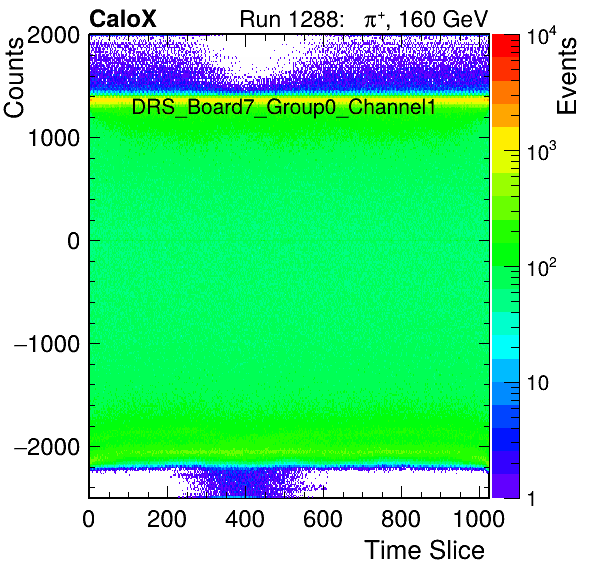 CaloX Run 1288: π⁺, 160 GeV
Counts
Events
DRS_Board7_Group0_Channel1
2000
1000
0
−1000
−2000
0 200 400 600 800 1000
Time Slice
10⁴
10³
10²
10
1